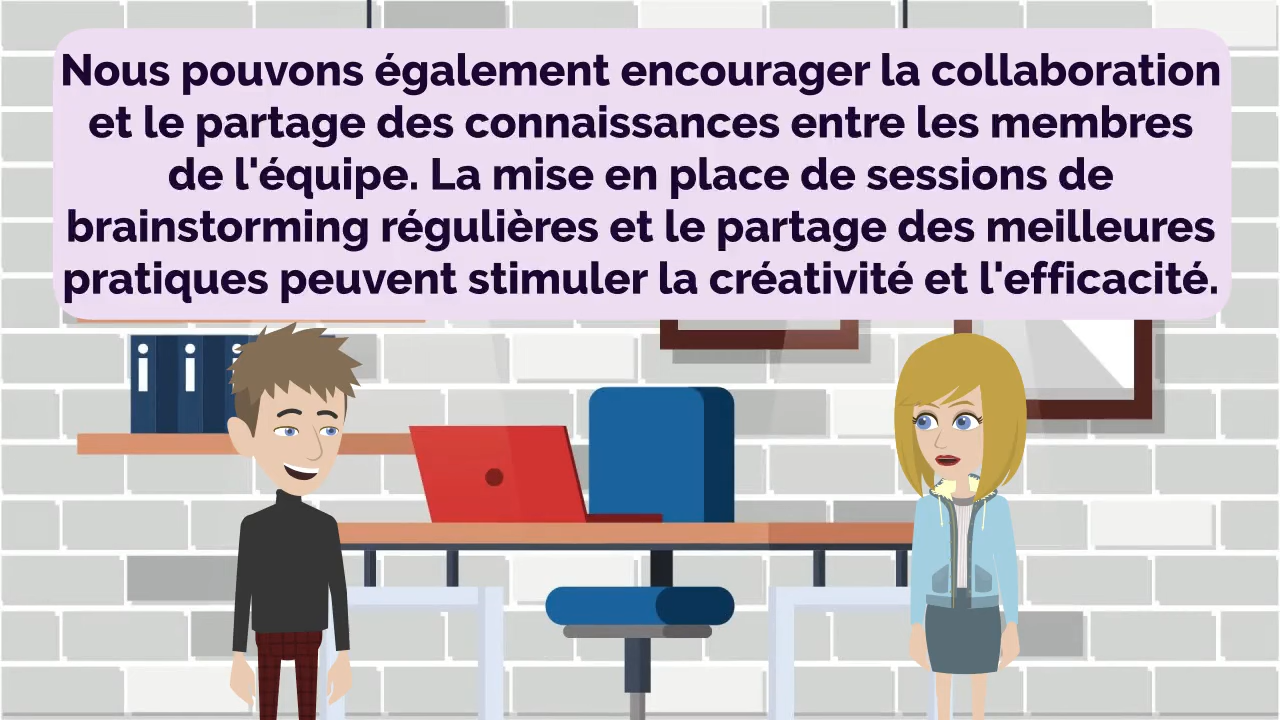 Nous pouvons également encourager la collaboration
et le partage des connaissances entre les membres
de l'équipe. La mise en place de sessions de
brainstorming régulières et le partage des meilleures
pratiques peuvent stimuler la créativité et l'efficacité.